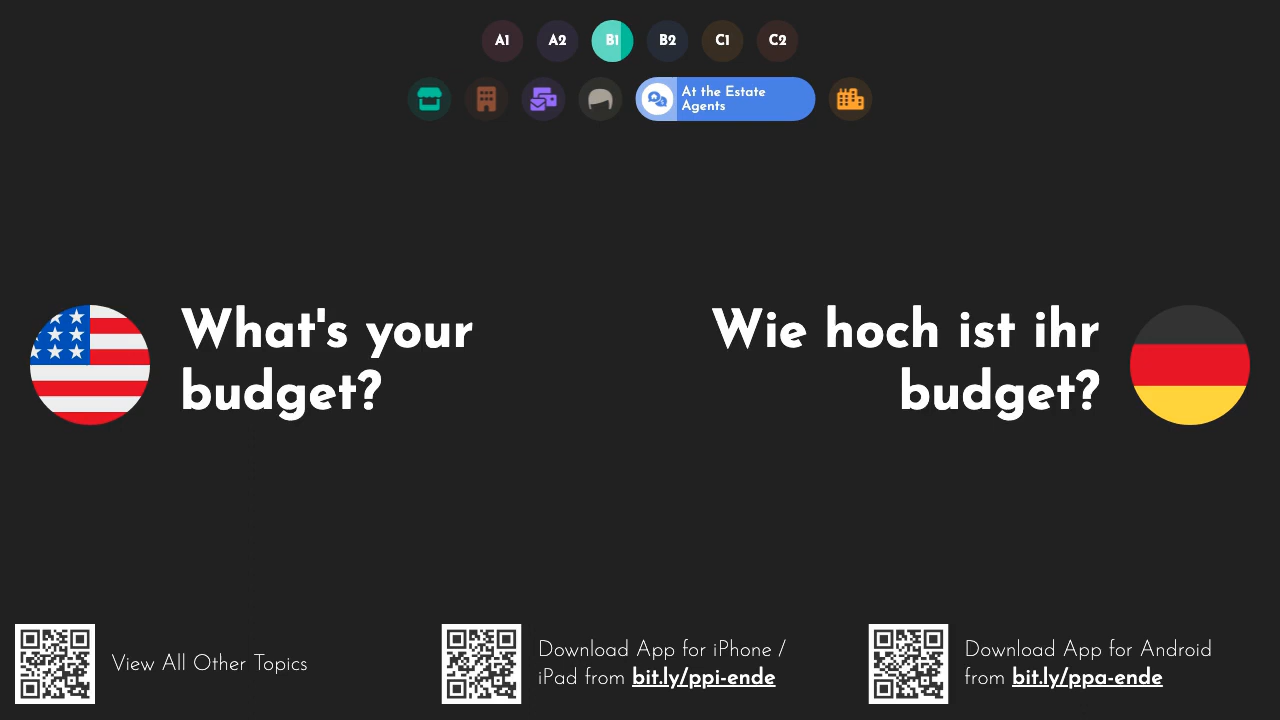 A1 A2 B1 B2 C1 C2
At the Estate
Agents
What's your
budget?
Wie hoch ist ihr
budget?
View All Other Topics
Download App for iPhone /
iPad from bit.ly/ppi-ende
Download App for Android
from bit.ly/ppa-ende